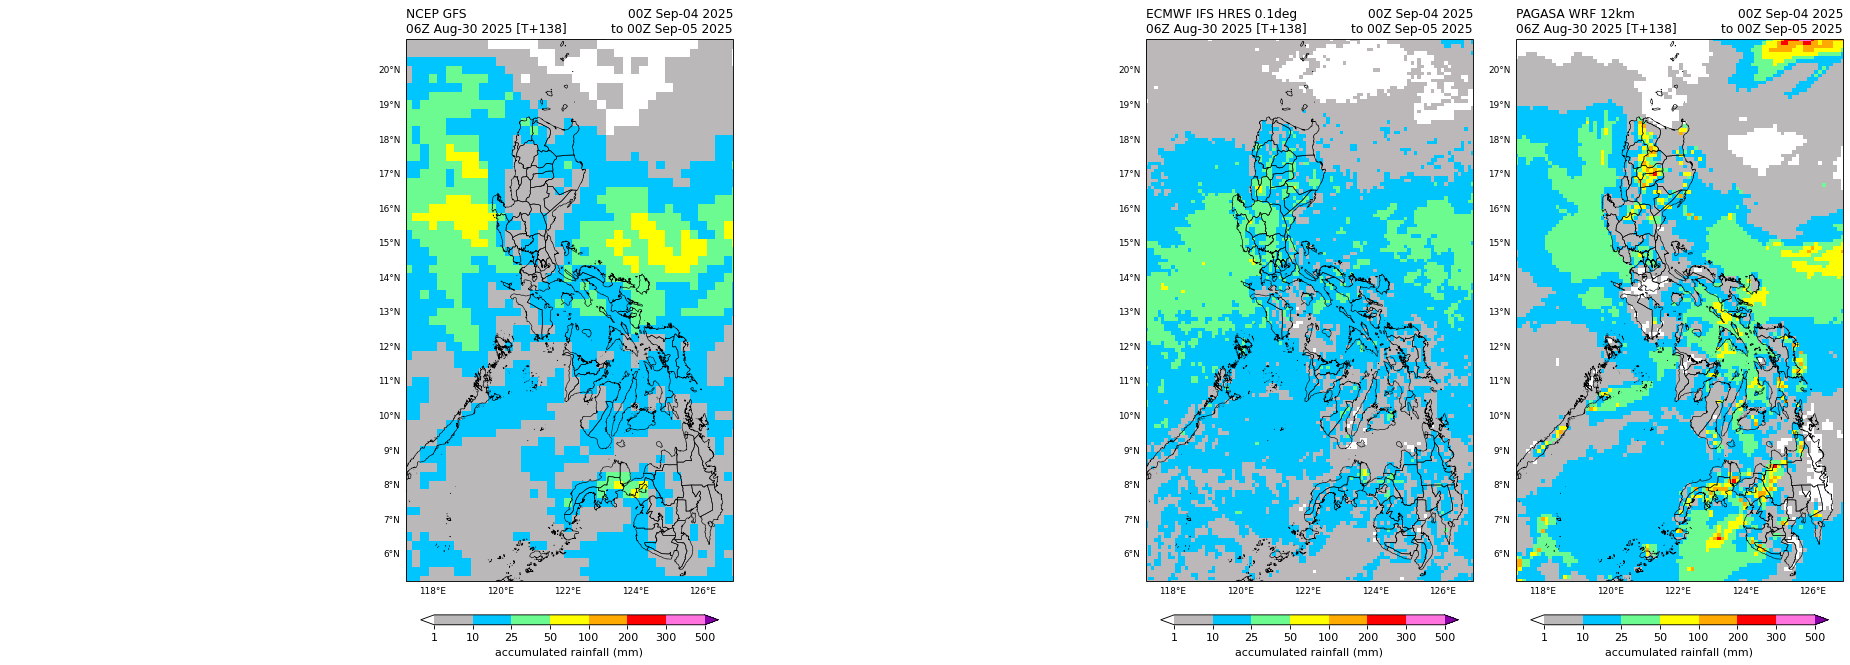 NCEP GFS 00Z Sep-04 2025
06Z Aug-30 2025 [T+138] to 00Z Sep-05 2025
20°N
19°N
18°N
17°N
16°N
15°N
14°N
13°N
12°N
11°N
10°N
9°N
8°N
7°N
6°N
118°E 120°E 122°E 124°E 126°E
1 10 25 50 100 200 300 500
accumulated rainfall (mm)
ECMWF IFS HRES 0.1deg 00Z Sep-04 2025
06Z Aug-30 2025 [T+138] to 00Z Sep-05 2025
20°N
19°N
18°N
17°N
16°N
15°N
14°N
13°N
12°N
11°N
10°N
9°N
8°N
7°N
6°N
118°E 120°E 122°E 124°E 126°E
1 10 25 50 100 200 300 500
accumulated rainfall (mm)
PAGASA WRF 12km 00Z Sep-04 2025
06Z Aug-30 2025 [T+138] to 00Z Sep-05 2025
20°N
19°N
18°N
17°N
16°N
15°N
14°N
13°N
12°N
11°N
10°N
9°N
8°N
7°N
6°N
118°E 120°E 122°E 124°E 126°E
1 10 25 50 100 200 300 500
accumulated rainfall (mm)